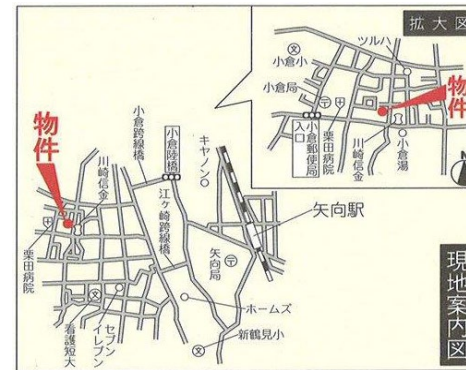 拡大図
ツルハ
小倉小
小倉局
小倉郵便局
入口
栗田病院
川崎信金
小倉湯
物件
N
物件
川崎信金
栗田病院
小倉跨線橋
小倉陸橋
江ヶ崎跨線橋
キヤノン
矢向駅
矢向局
ホームズ
新鶴見小
セブン
イレブン
看護短大
現地案内図